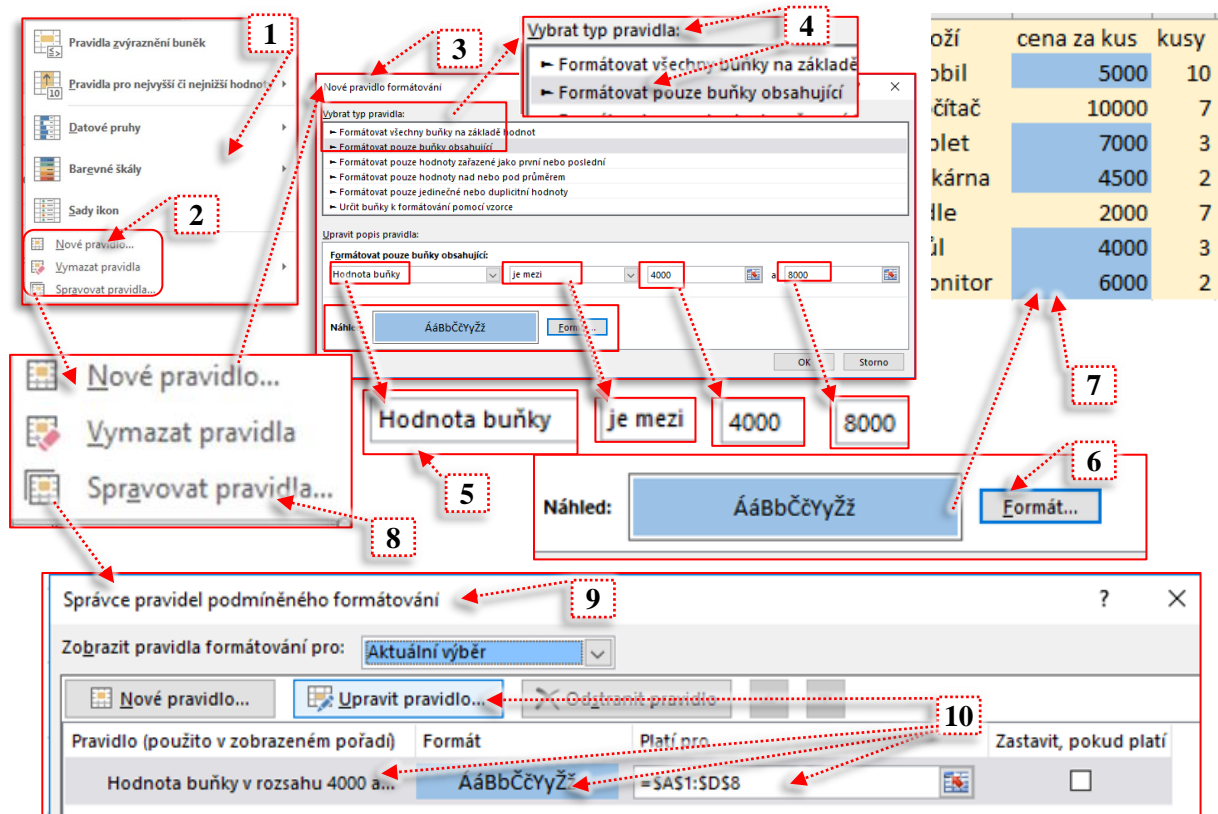 Pravidla zvýraznění buněk
Pravidla pro nejvyšší či nejnižší hodnoty
Datové pruhy
Barevné škály
Sady ikon
Nové pravidlo...
Vymazat pravidla
Spravovat pravidla...
1
2
3
4
Vybrat typ pravidla:
► Formátovat všechny buňky na základě
► Formátovat pouze buňky obsahující
Nové pravidlo formátování
Vybrat typ pravidla:
► Formátovat všechny buňky na základě hodnot
► Formátovat pouze buňky obsahující
► Formátovat pouze hodnoty zařazené jako první nebo poslední
► Formátovat pouze hodnoty nad nebo pod průměrem
► Formátovat pouze jedinečné nebo duplicitní hodnoty
► Určit buňky k formátování pomocí vzorce
Upravit popis pravidla:
Formátovat pouze buňky obsahující:
Hodnota buňky je mezi 4000 a 8000
Náhled: ÁáBbČčYyŽž Formát...
OK Storno
oží cena za kus kusy
obil 5000 10
čítač 10000 7
blet 7000 3
kárna 4500 2
dle 2000 7
ůl 4000 3
onitor 6000 2
7
Nové pravidlo...
Vymazat pravidla
Spravovat pravidla...
8
Hodnota buňky je mezi 4000 8000
5
6
Náhled: ÁáBbČčYyŽž Formát...
9
Správce pravidel podmíněného formátování ? ×
Zobrazit pravidla formátování pro: Aktuální výběr
Nové pravidlo... Upravit pravidlo... Odstranit pravidlo
10
Pravidlo (použito v zobrazeném pořadí) Formát Platí pro Zastavit, pokud platí
Hodnota buňky v rozsahu 4000 a... ÁáBbČčYyŽž =$A$1:$D$8